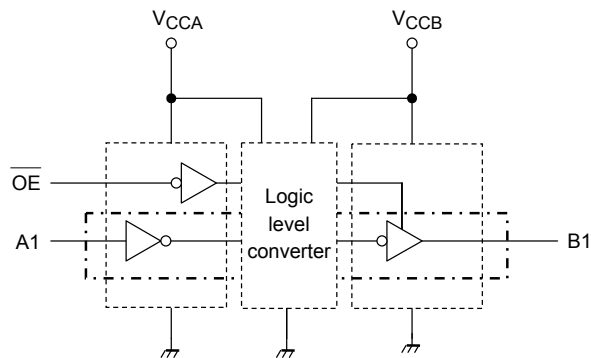 VCCA
VCCB
OE
A1
Logic
level
converter
B1